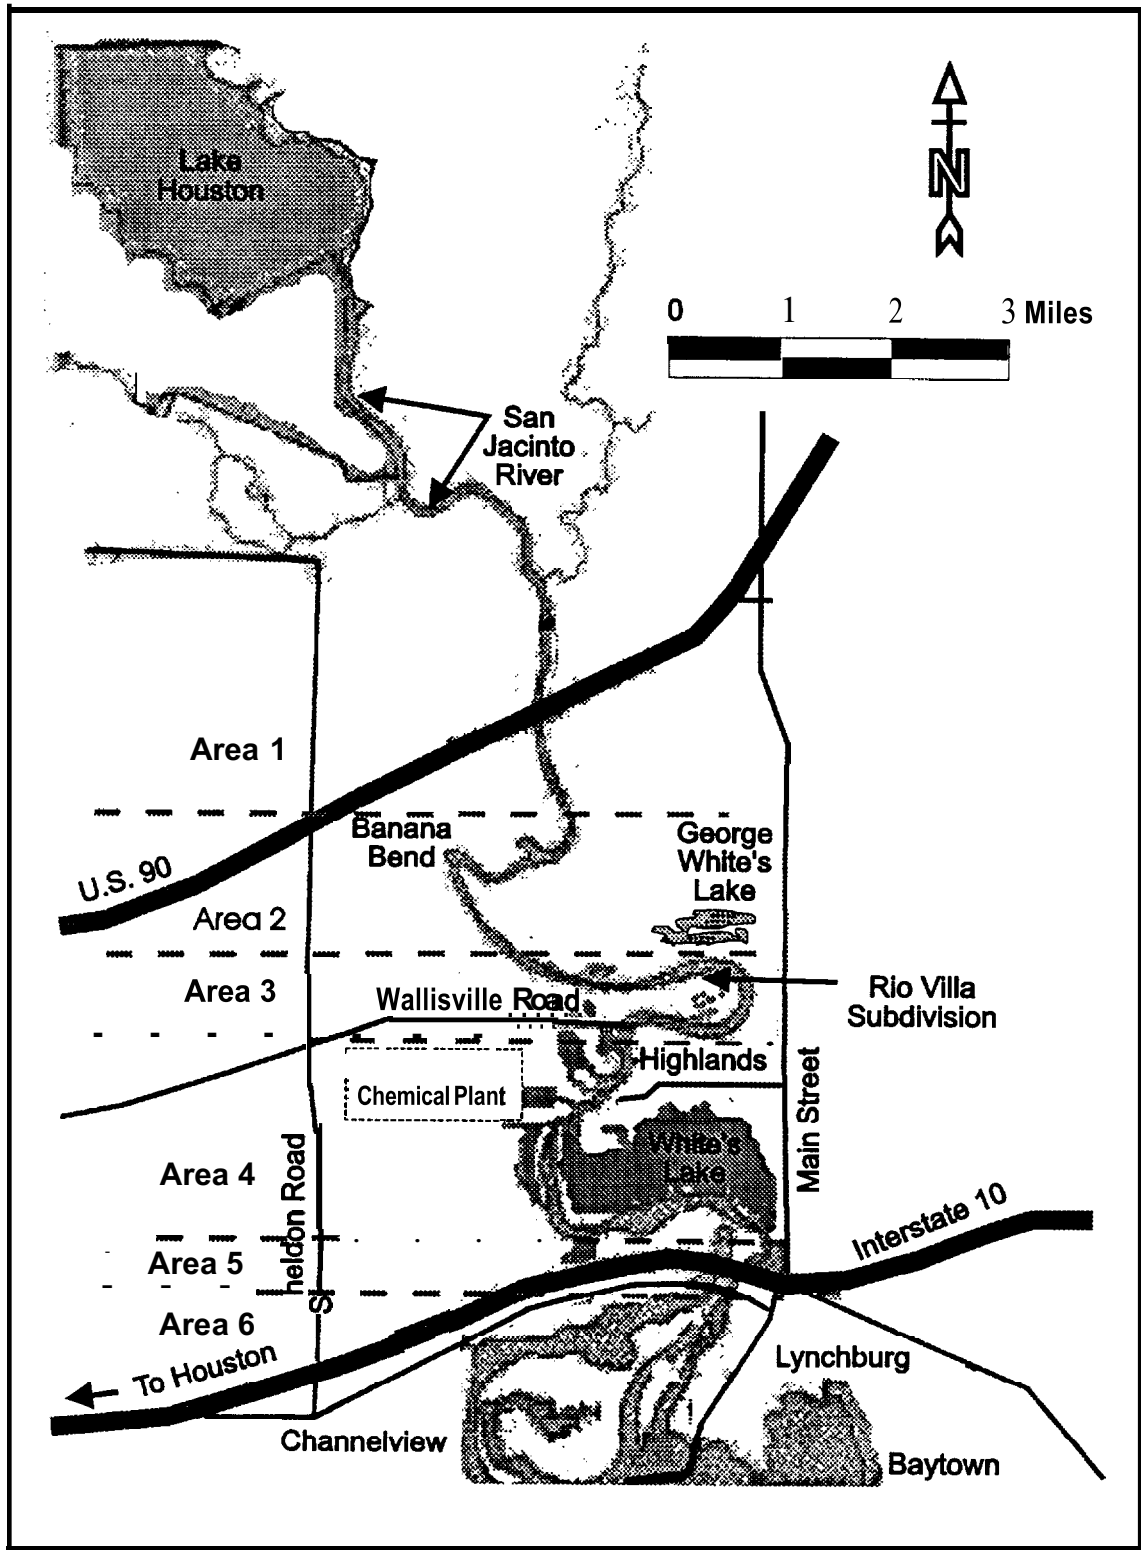 Lake
Houston
N
0 1 2 3 Miles
San
Jacinto
River
Area 1
Banana
Bend
George
White's
Lake
U.S. 90
Area 2
Area 3
Wallisville Road
Rio Villa
Subdivision
Highlands
Chemical Plant
Main Street
White's
Lake
Area 4
Sheldon Road
Interstate 10
Area 5
Area 6
To Houston
Lynchburg
Channelview
Baytown